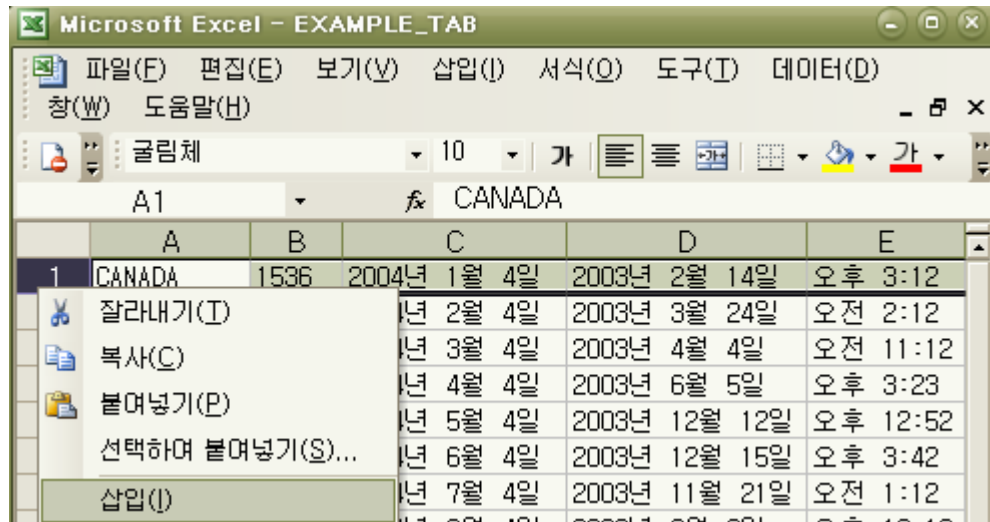 Microsoft Excel - EXAMPLE_TAB
파일(F) 편집(E) 보기(V) 삽입(I) 서식(O) 도구(T) 데이터(D)
창(W) 도움말(H)
굴림체 10 가 가
A1 fx CANADA
A B C D E
1 CANADA 1536 2004년 1월 4일 2003년 2월 14일 오후 3:12
잘라내기(T) 년 2월 4일 2003년 3월 24일 오전 2:12
복사(C) 년 3월 4일 2003년 4월 4일 오전 11:12
붙여넣기(P) 년 4월 4일 2003년 6월 5일 오후 3:23
선택하여 붙여넣기(S)... 년 5월 4일 2003년 12월 12일 오후 12:52
년 6월 4일 2003년 12월 15일 오후 3:42
삽입(I) 년 7월 4일 2003년 11월 21일 오전 1:12